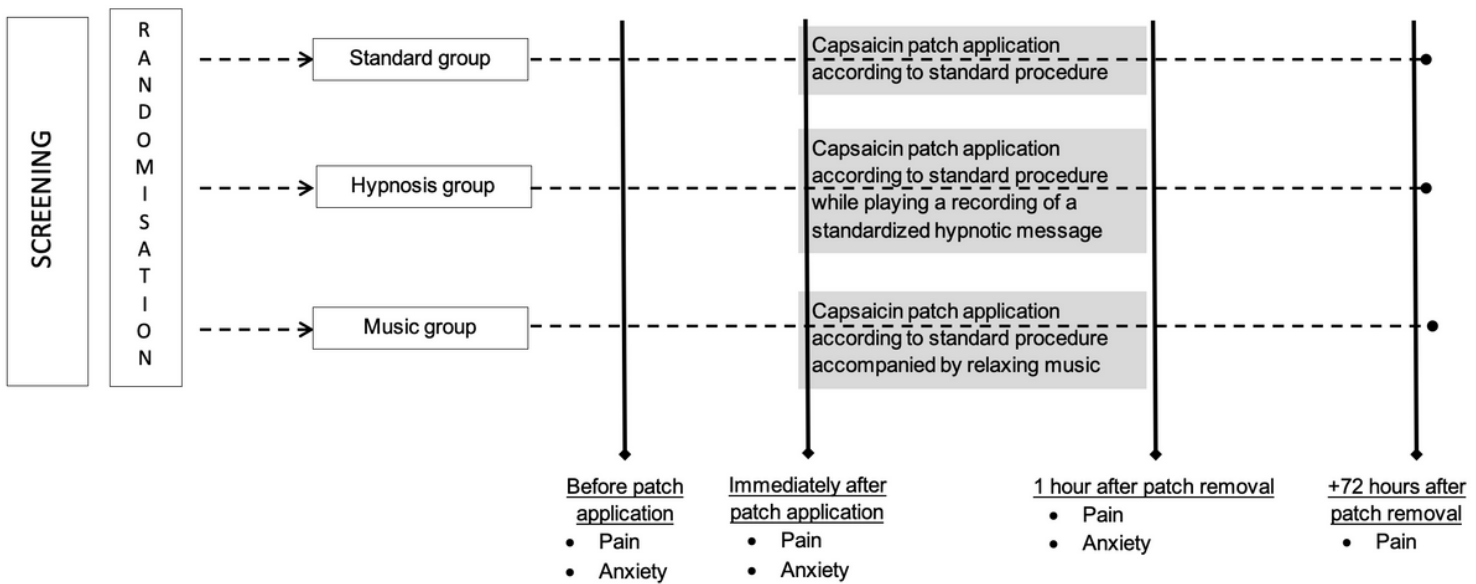 SCREENING
RANDOMISATION
Standard group
Capsaicin patch application
according to standard procedure
Hypnosis group
Capsaicin patch application
according to standard procedure
while playing a recording of a
standardized hypnotic message
Music group
Capsaicin patch application
according to standard procedure
accompanied by relaxing music
Before patch
application
• Pain
• Anxiety
Immediately after
patch application
• Pain
• Anxiety
1 hour after patch removal
• Pain
• Anxiety
+72 hours after
patch removal
• Pain